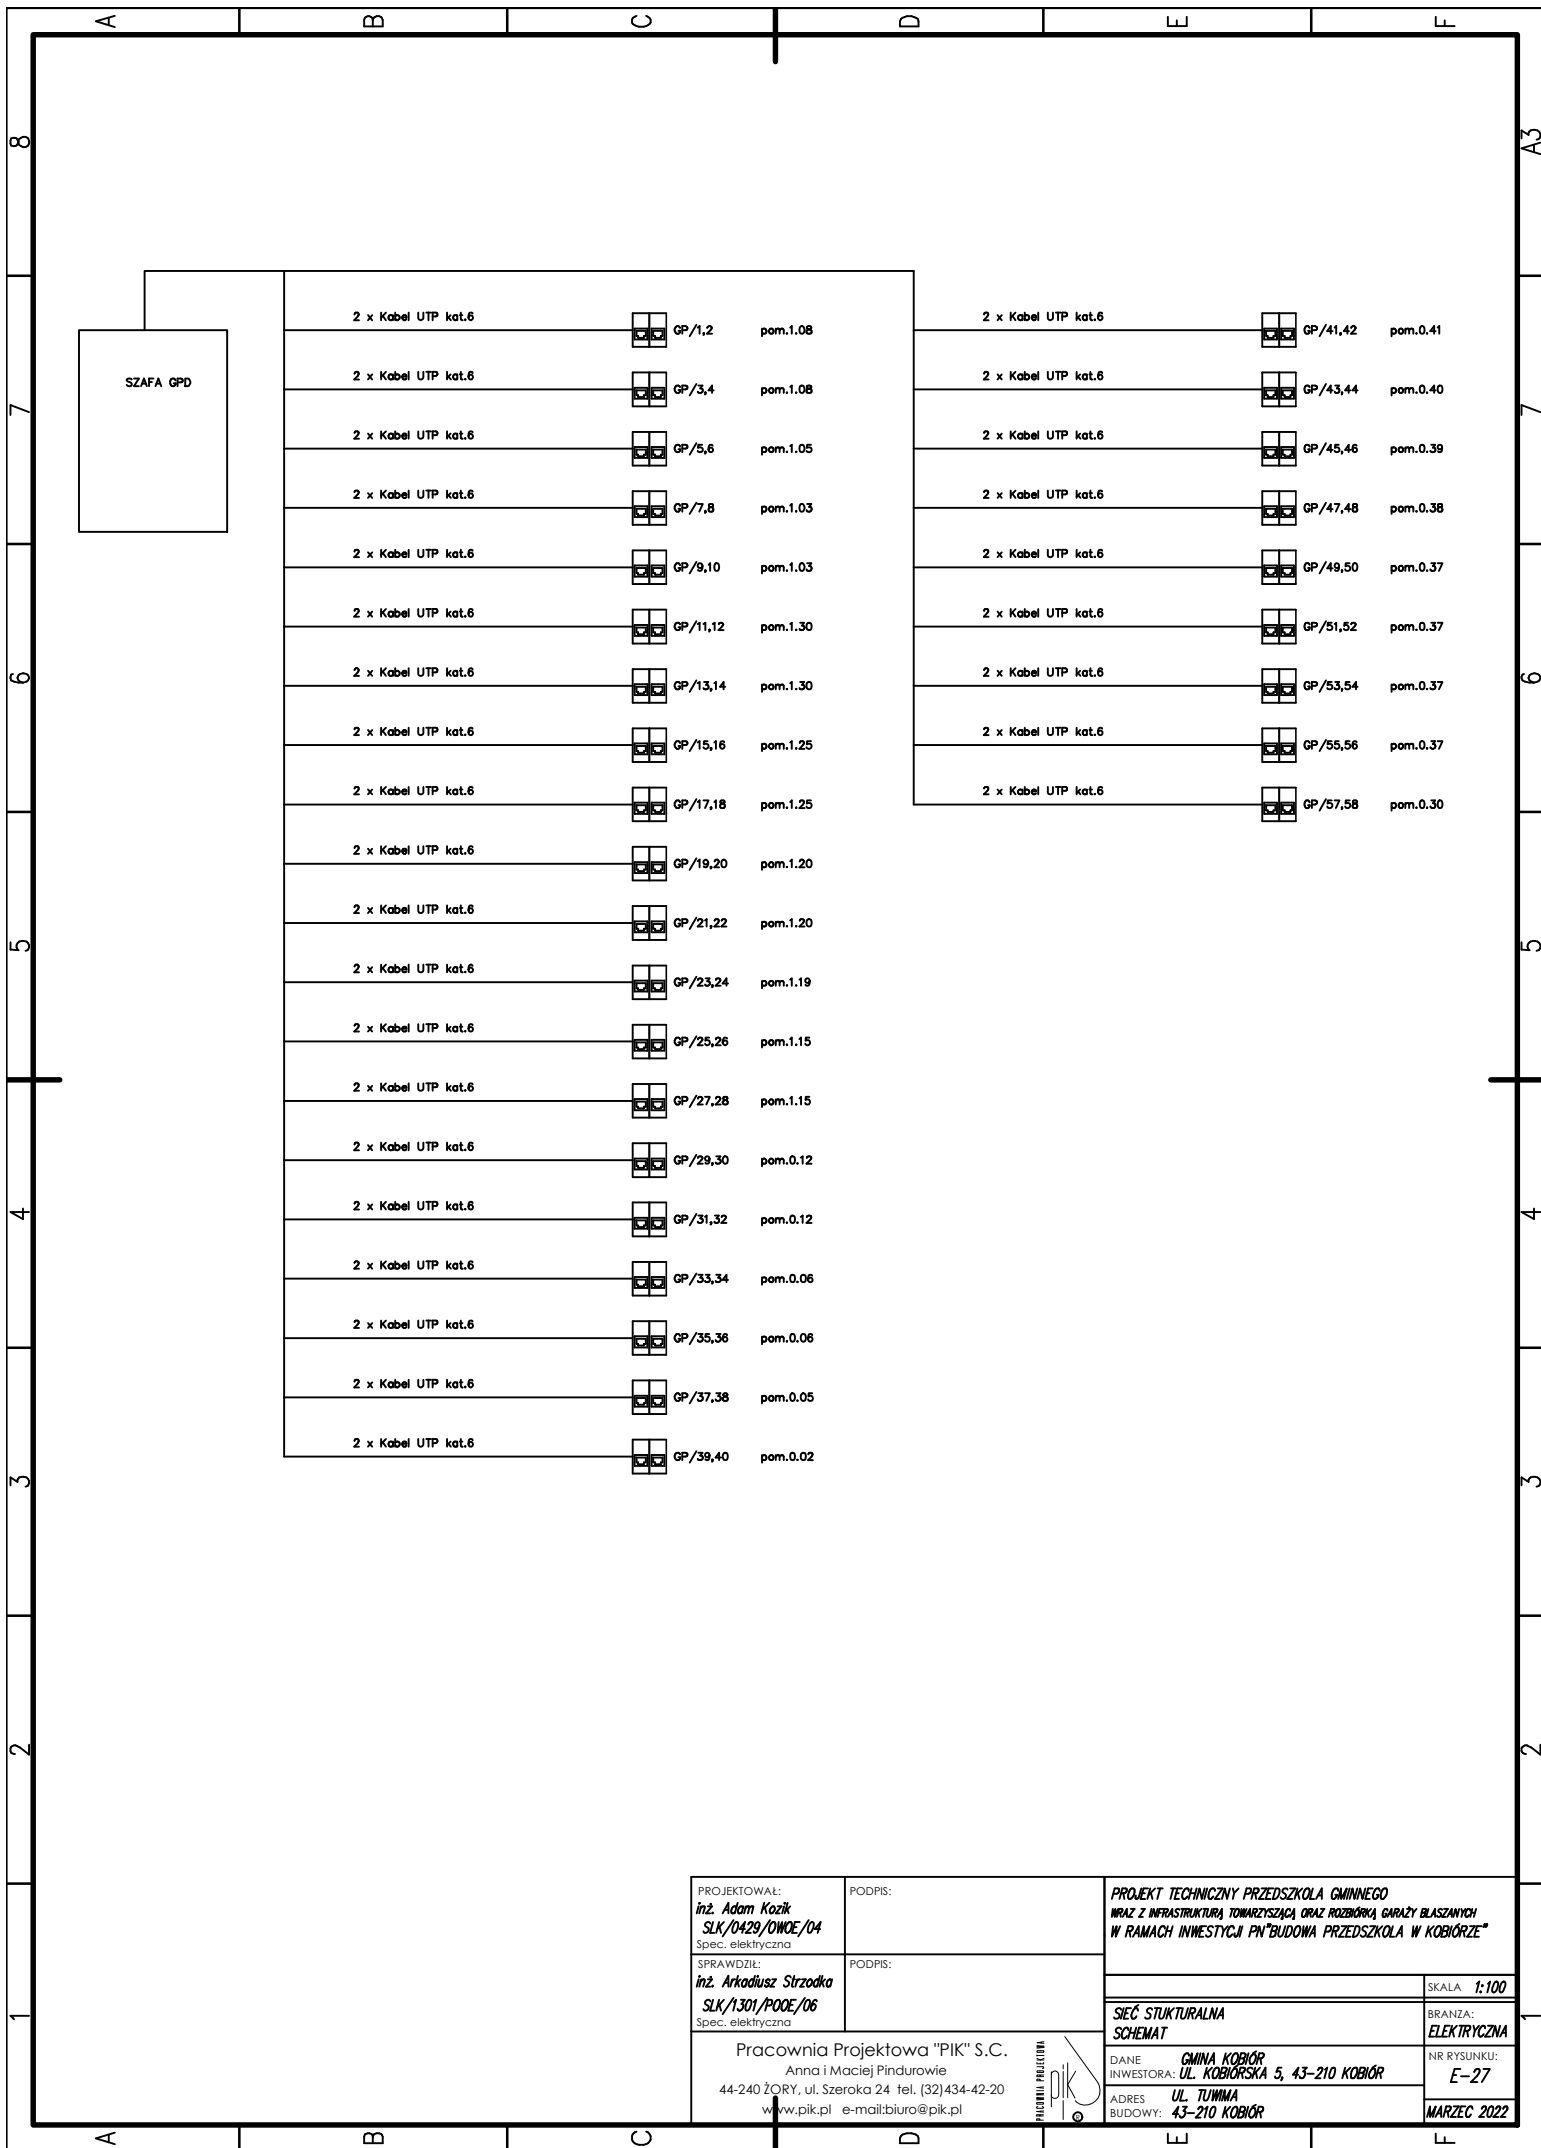 A B C D E F
8 A3
SZAFA GPD
2 x Kabel UTP kat.6 GP/1,2 pom.1.08
2 x Kabel UTP kat.6 GP/3,4 pom.1.08
2 x Kabel UTP kat.6 GP/5,6 pom.1.05
2 x Kabel UTP kat.6 GP/7,8 pom.1.03
2 x Kabel UTP kat.6 GP/9,10 pom.1.03
2 x Kabel UTP kat.6 GP/11,12 pom.1.30
2 x Kabel UTP kat.6 GP/13,14 pom.1.30
2 x Kabel UTP kat.6 GP/15,16 pom.1.25
2 x Kabel UTP kat.6 GP/17,18 pom.1.25
2 x Kabel UTP kat.6 GP/19,20 pom.1.20
2 x Kabel UTP kat.6 GP/21,22 pom.1.20
2 x Kabel UTP kat.6 GP/23,24 pom.1.19
2 x Kabel UTP kat.6 GP/25,26 pom.1.15
2 x Kabel UTP kat.6 GP/27,28 pom.1.15
2 x Kabel UTP kat.6 GP/29,30 pom.0.12
2 x Kabel UTP kat.6 GP/31,32 pom.0.12
2 x Kabel UTP kat.6 GP/33,34 pom.0.06
2 x Kabel UTP kat.6 GP/35,36 pom.0.06
2 x Kabel UTP kat.6 GP/37,38 pom.0.05
2 x Kabel UTP kat.6 GP/39,40 pom.0.02
2 x Kabel UTP kat.6 GP/41,42 pom.0.41
2 x Kabel UTP kat.6 GP/43,44 pom.0.40
2 x Kabel UTP kat.6 GP/45,46 pom.0.39
2 x Kabel UTP kat.6 GP/47,48 pom.0.38
2 x Kabel UTP kat.6 GP/49,50 pom.0.37
2 x Kabel UTP kat.6 GP/51,52 pom.0.37
2 x Kabel UTP kat.6 GP/53,54 pom.0.37
2 x Kabel UTP kat.6 GP/55,56 pom.0.37
2 x Kabel UTP kat.6 GP/57,58 pom.0.30
7 7
6 6
5 5
4 4
3 3
2 2
1 1
PROJEKTOWAŁ:
inż. Adam Kozik
SLK/0429/OWOE/04
Spec. elektryczna
PODPIS:
SPRAWDZIŁ:
inż. Arkadiusz Strzodka
SLK/1301/POOE/06
Spec. elektryczna
PODPIS:
Pracownia Projektowa "PIK" S.C.
Anna i Maciej Pindurowie
44-240 ŻORY, ul. Szeroka 24 tel. (32)434-42-20
www.pik.pl e-mail:biuro@pik.pl
PRACOWNIA PROJEKTOWA
pik
R
PROJEKT TECHNICZNY PRZEDSZKOLA GMINNEGO
WRAZ Z INFRASTRUKTURĄ TOWARZYSZĄCĄ ORAZ ROZBIÓRKĄ GARAŻY BLASZANYCH
W RAMACH INWESTYCJI PN"BUDOWA PRZEDSZKOLA W KOBIÓRZE"
SKALA 1:100
SIEĆ STUKTURALNA
SCHEMAT
BRANZA:
ELEKTRYCZNA
DANE INWESTORA: GMINA KOBIÓR
UL. KOBIÓRSKA 5, 43-210 KOBIÓR
NR RYSUNKU:
E-27
ADRES BUDOWY: UL. TUWIMA
43-210 KOBIÓR
MARZEC 2022
A B C D E F